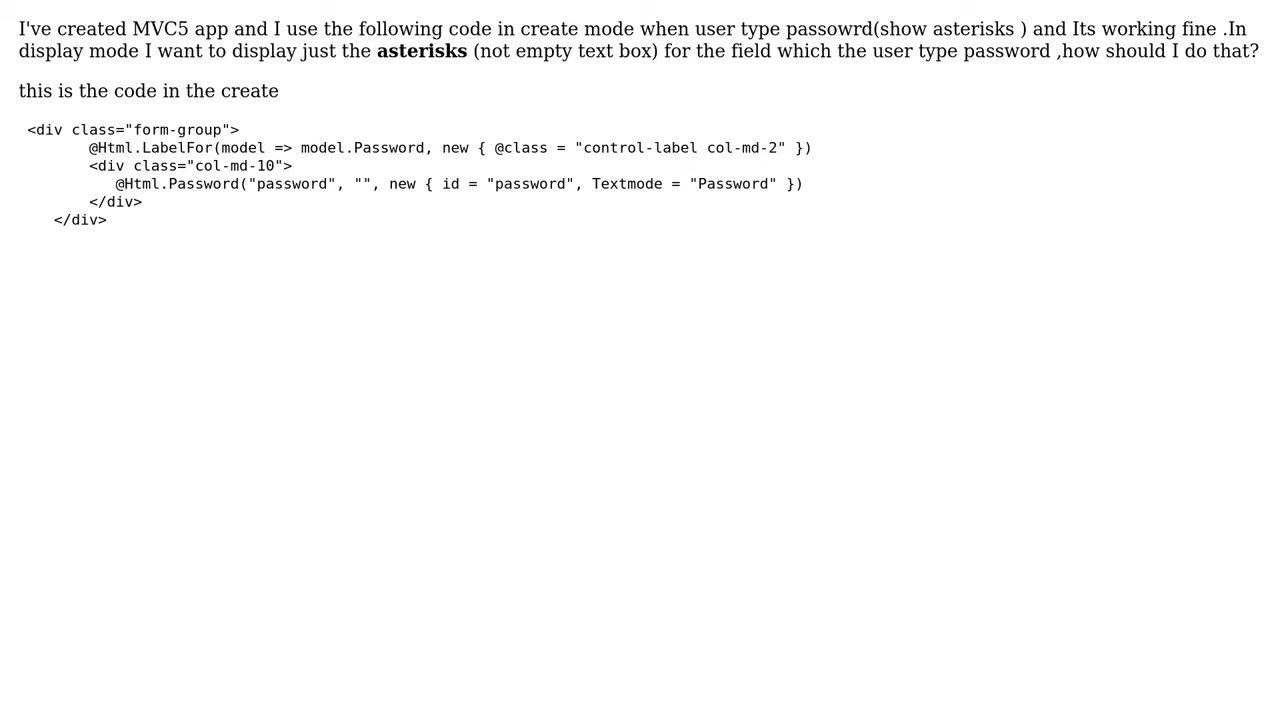 I've created MVC5 app and I use the following code in create mode when user type passowrd(show asterisks ) and Its working fine .In
display mode I want to display just the asterisks (not empty text box) for the field which the user type password ,how should I do that?
this is the code in the create
<div class="form-group">
@Html.LabelFor(model => model.Password, new { @class = "control-label col-md-2" })
<div class="col-md-10">
@Html.Password("password", "", new { id = "password", Textmode = "Password" })
</div>
</div>